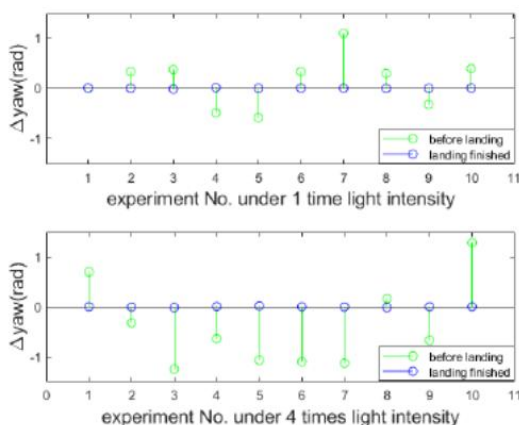 1
0
-1
Δyaw(rad)
before landing
landing finished
1 2 3 4 5 6 7 8 9 10
experiment No. under 1 time light intensity
1
0
-1
Δyaw(rad)
before landing
landing finished
0 1 2 3 4 5 6 7 8 9 10 11
experiment No. under 4 times light intensity